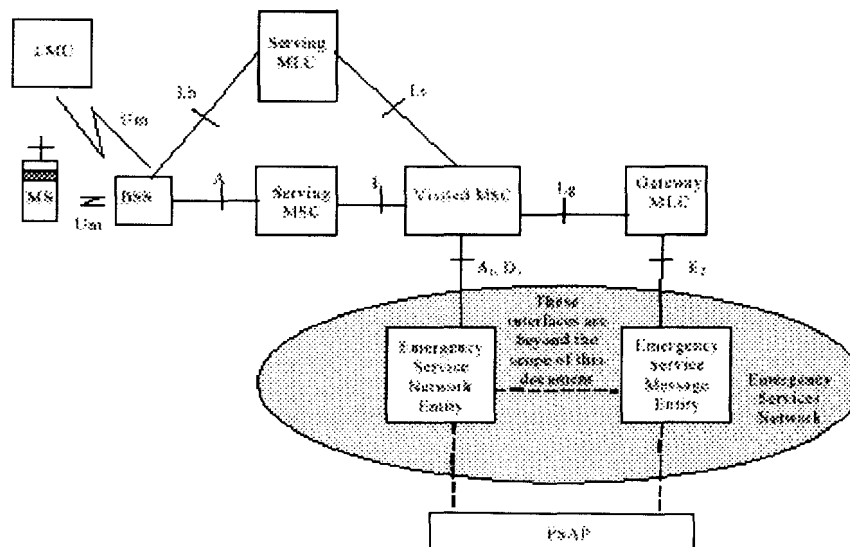 LMU
Serving
MLC
Lb
Ls
Um
MS
Um
BSS
A
Serving
MSC
E
Visited MSC
Lg
Gateway
MLC
These
interfaces are
beyond the
scope of this
document
Emergency
Service
Network
Entity
Emergency
Service
Message
Entity
Emergency
Services
Network
PSAP